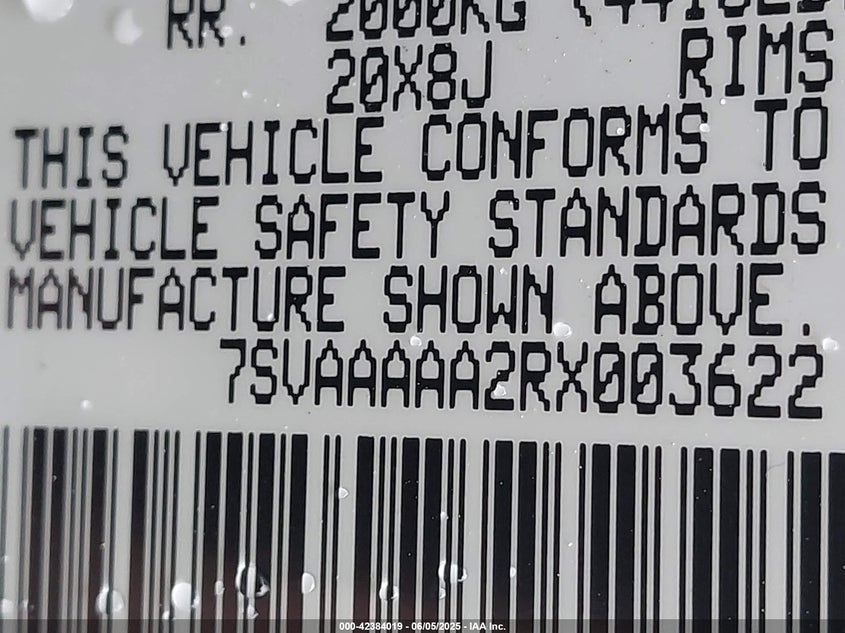 RR. 2000KG
20X8J RIMS
THIS VEHICLE CONFORMS TO
VEHICLE SAFETY STANDARDS
MANUFACTURE SHOWN ABOVE.
7SVAAAAA2RX003622
000-42384019 - 06/05/2025 - IAA Inc.